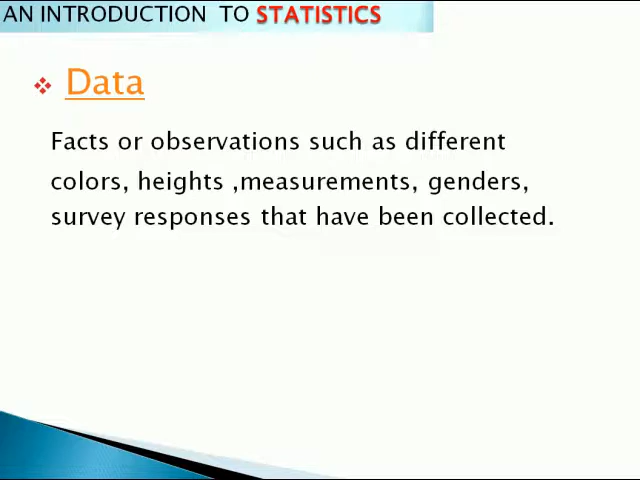 AN INTRODUCTION TO STATISTICS
❖ Data
Facts or observations such as different
colors, heights ,measurements, genders,
survey responses that have been collected.